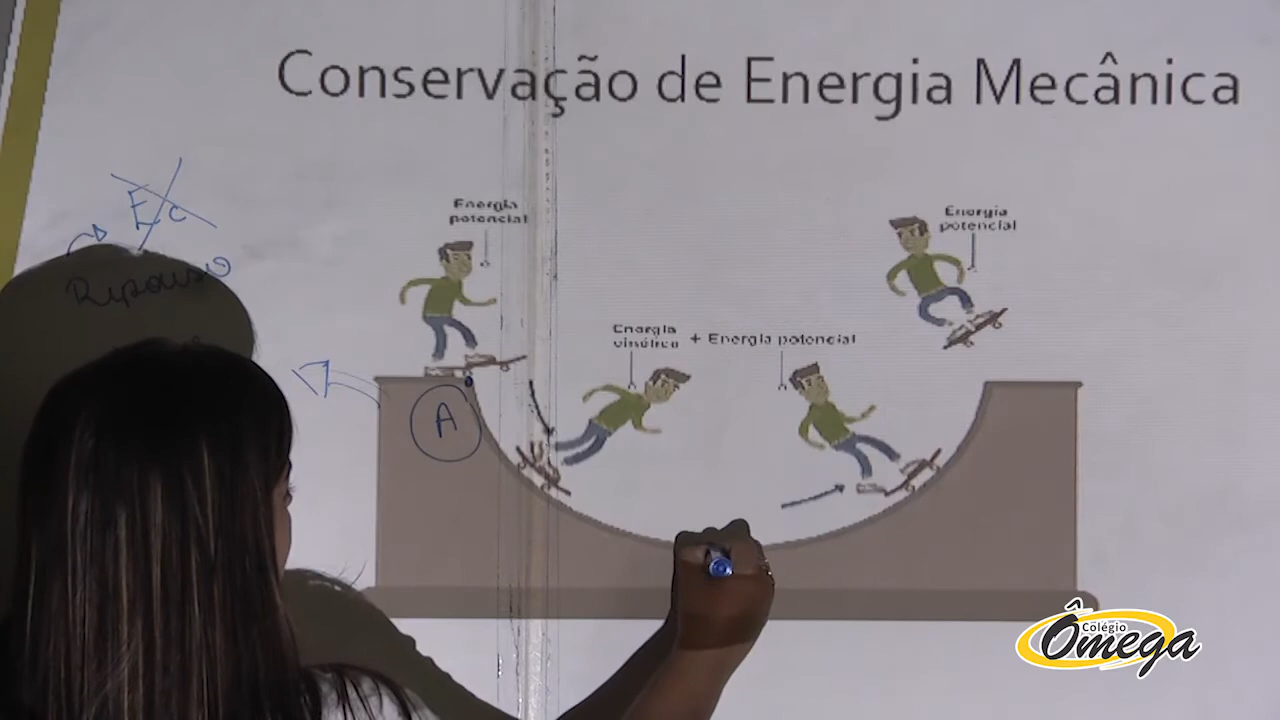 Conservação de Energia Mecânica
Ec
Repouso
Energia
potencial
Energia
potencial
Energia
cinética + Energia potencial
A
Colégio
Ômega